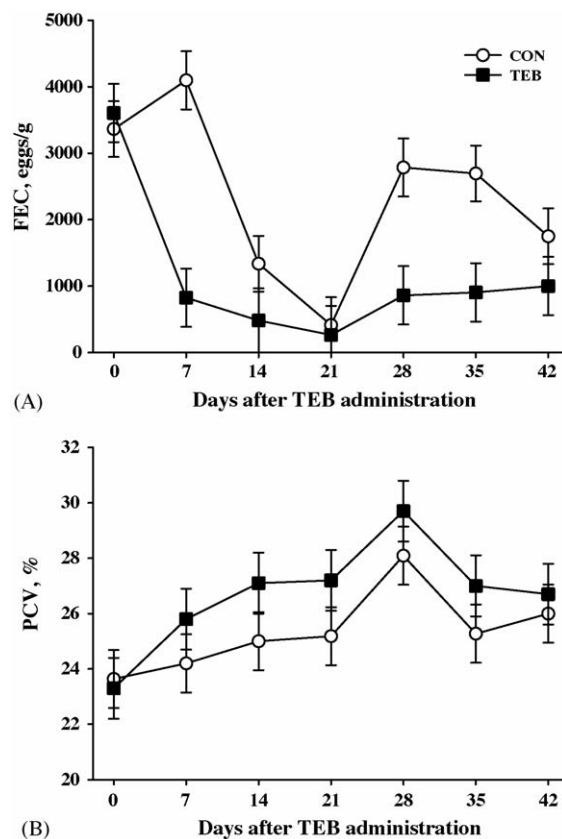 5000
4000
3000
2000
1000
0
FEC, eggs/g
CON
TEB
0 7 14 21 28 35 42
Days after TEB administration
(A)
32
30
28
26
24
22
20
PCV, %
0 7 14 21 28 35 42
Days after TEB administration
(B)